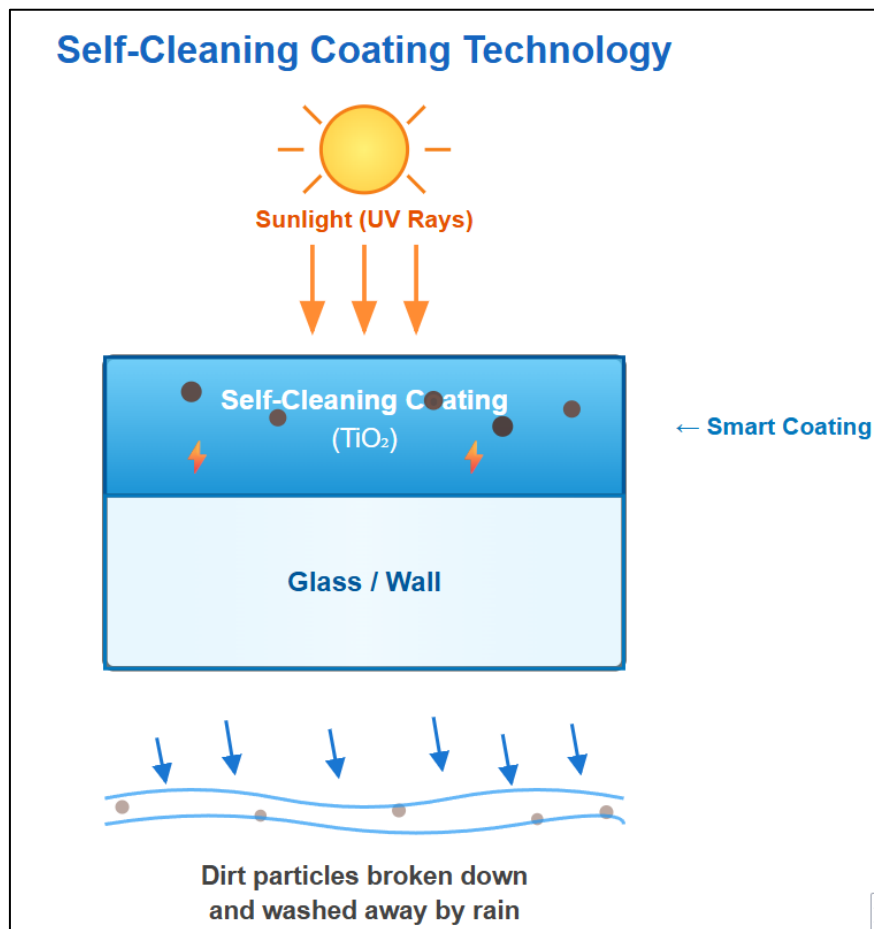 Self-Cleaning Coating Technology
Sunlight (UV Rays)
Self-Cleaning Coating
(TiO₂)
← Smart Coating
Glass / Wall
Dirt particles broken down
and washed away by rain